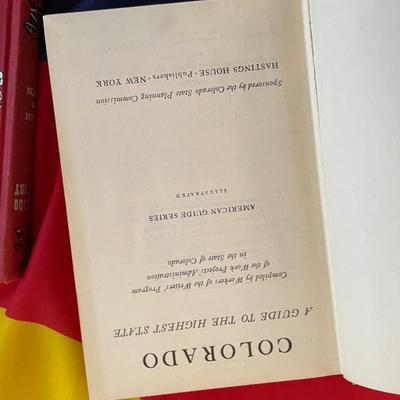 COLORADO
A GUIDE TO THE HIGHEST STATE
Compiled by Workers of the Writers' Program
of the Work Projects Administration
in the State of Colorado
AMERICAN GUIDE SERIES
ILLUSTRATED
Sponsored by the Colorado State Planning Commission
HASTINGS HOUSE · Publishers · NEW YORK